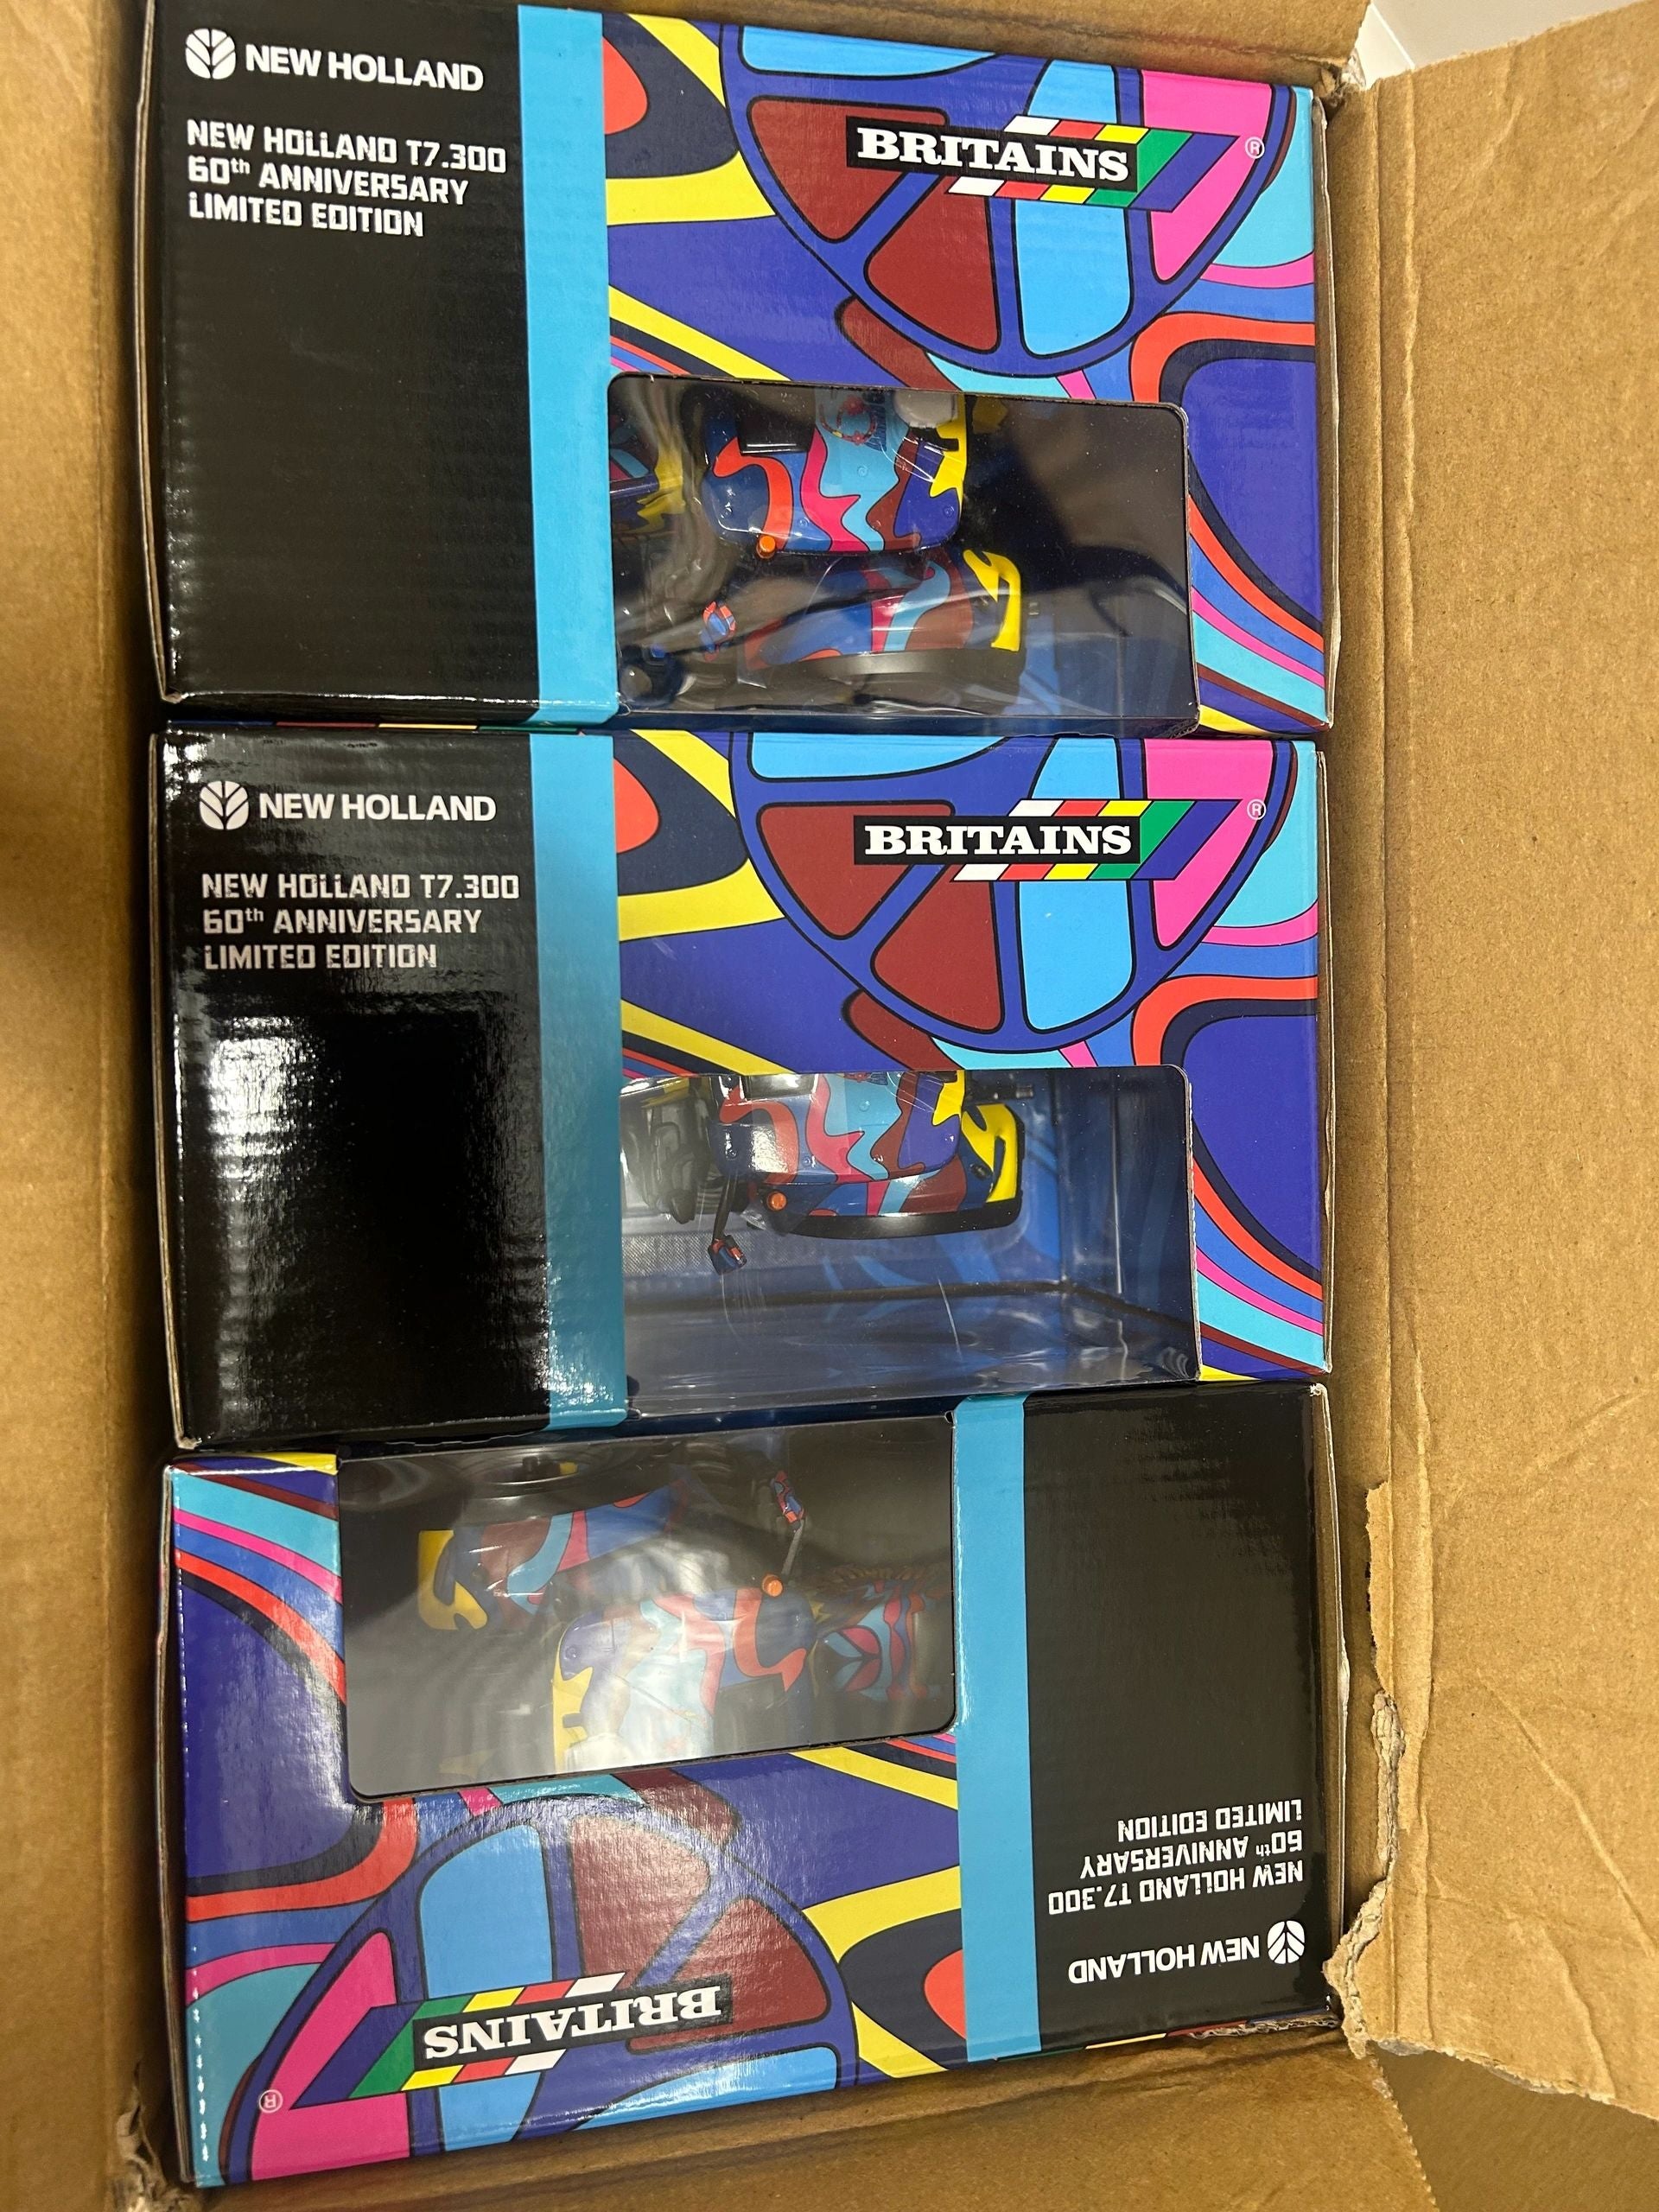 NEW HOLLAND
NEW HOLLAND T7.300
60th ANNIVERSARY
LIMITED EDITION
BRITAINS
®
NEW HOLLAND
NEW HOLLAND T7.300
60th ANNIVERSARY
LIMITED EDITION
BRITAINS
®
NEW HOLLAND
NEW HOLLAND T7.300
60th ANNIVERSARY
LIMITED EDITION
BRITAINS
®